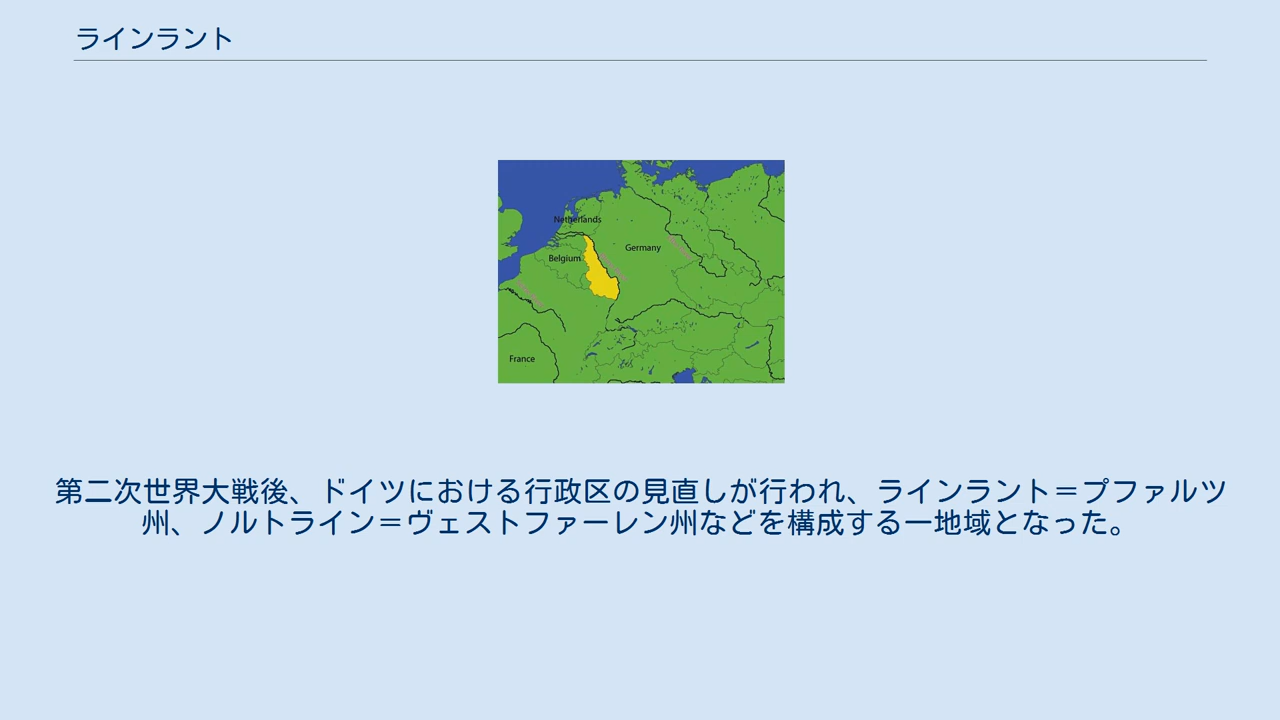 ラインラント
Netherlands
Germany
Belgium
France
第二次世界大戦後、ドイツにおける行政区の見直しが行われ、ラインラント＝プファルツ
州、ノルトライン＝ヴェストファーレン州などを構成する一地域となった。